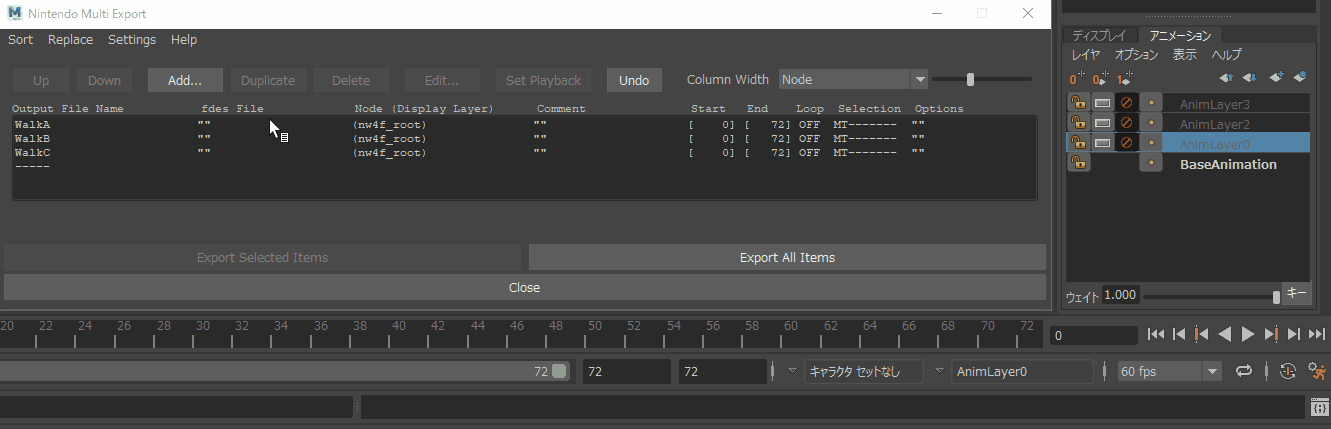 Nintendo Multi Export
Sort Replace Settings Help
Up Down Add... Duplicate Delete Edit... Set Playback Undo Column Width Node
Output File Name fdes File Node (Display Layer) Comment Start End Loop Selection Options
WalkA "" (nw4f_root) "" [ 0] [ 72] OFF MT------- ""
WalkB "" (nw4f_root) "" [ 0] [ 72] OFF MT------- ""
WalkC "" (nw4f_root) "" [ 0] [ 72] OFF MT------- ""
-----
Export Selected Items Export All Items
Close
ディスプレイ アニメーション
レイヤ オプション 表示 ヘルプ
AnimLayer3
AnimLayer2
AnimLayer0
BaseAnimation
ウェイト 1.000 キー
20 22 24 26 28 30 32 34 36 38 40 42 44 46 48 50 52 54 56 58 60 62 64 66 68 70 72 0
72 72 72 キャラクタ セットなし AnimLayer0 60 fps